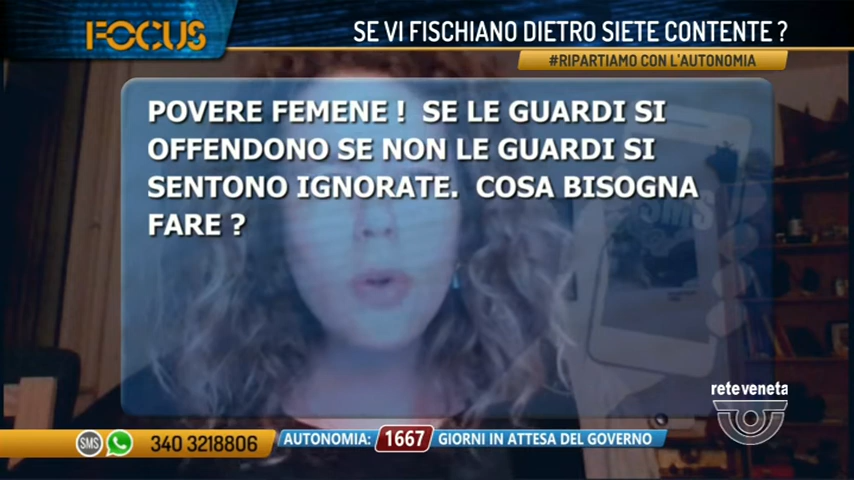 FOCUS
SE VI FISCHIANO DIETRO SIETE CONTENTE ?
#RIPARTIAMO CON L'AUTONOMIA
POVERE FEMENE ! SE LE GUARDI SI
OFFENDONO SE NON LE GUARDI SI
SENTONO IGNORATE. COSA BISOGNA
FARE ?
SMS
reteveneta
SMS 340 3218806 AUTONOMIA: 1667 GIORNI IN ATTESA DEL GOVERNO